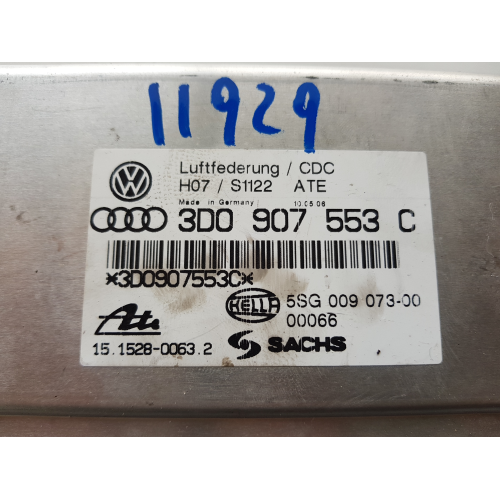 11929
Luftfederung / CDC
H07 / S1122 ATE
Made in Germany 10.05.06
3D0 907 553 C
*3D0907553C*
HELLA 5SG 009 073-00
00066
Ate
15.1528-0063.2 SACHS